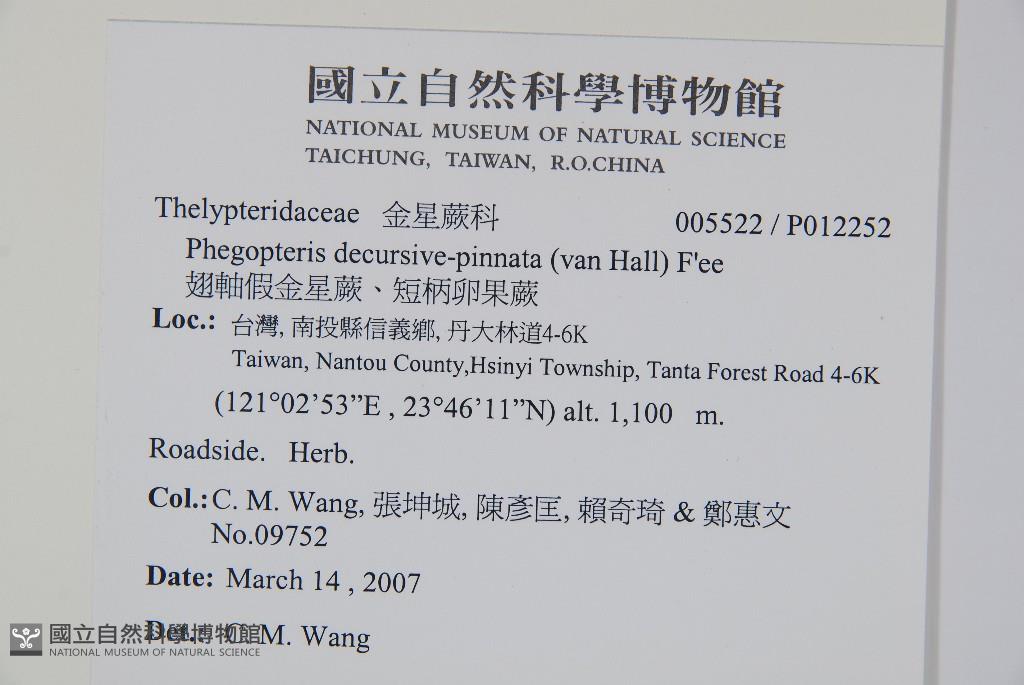 國立自然科學博物館
NATIONAL MUSEUM OF NATURAL SCIENCE
TAICHUNG, TAIWAN, R.O.CHINA
Thelypteridaceae 金星蕨科 005522 / P012252
Phegopteris decursive-pinnata (van Hall) F'ee
翅軸假金星蕨、短柄卵果蕨
Loc.: 台灣, 南投縣信義鄉, 丹大林道4-6K
Taiwan, Nantou County,Hsinyi Township, Tanta Forest Road 4-6K
(121°02’53”E , 23°46’11”N) alt. 1,100 m.
Roadside. Herb.
Col.: C. M. Wang, 張坤城, 陳彥匡, 賴奇琦 & 鄭惠文
No.09752
Date: March 14 , 2007
Det.: C. M. Wang
國立自然科學博物館
NATIONAL MUSEUM OF NATURAL SCIENCE